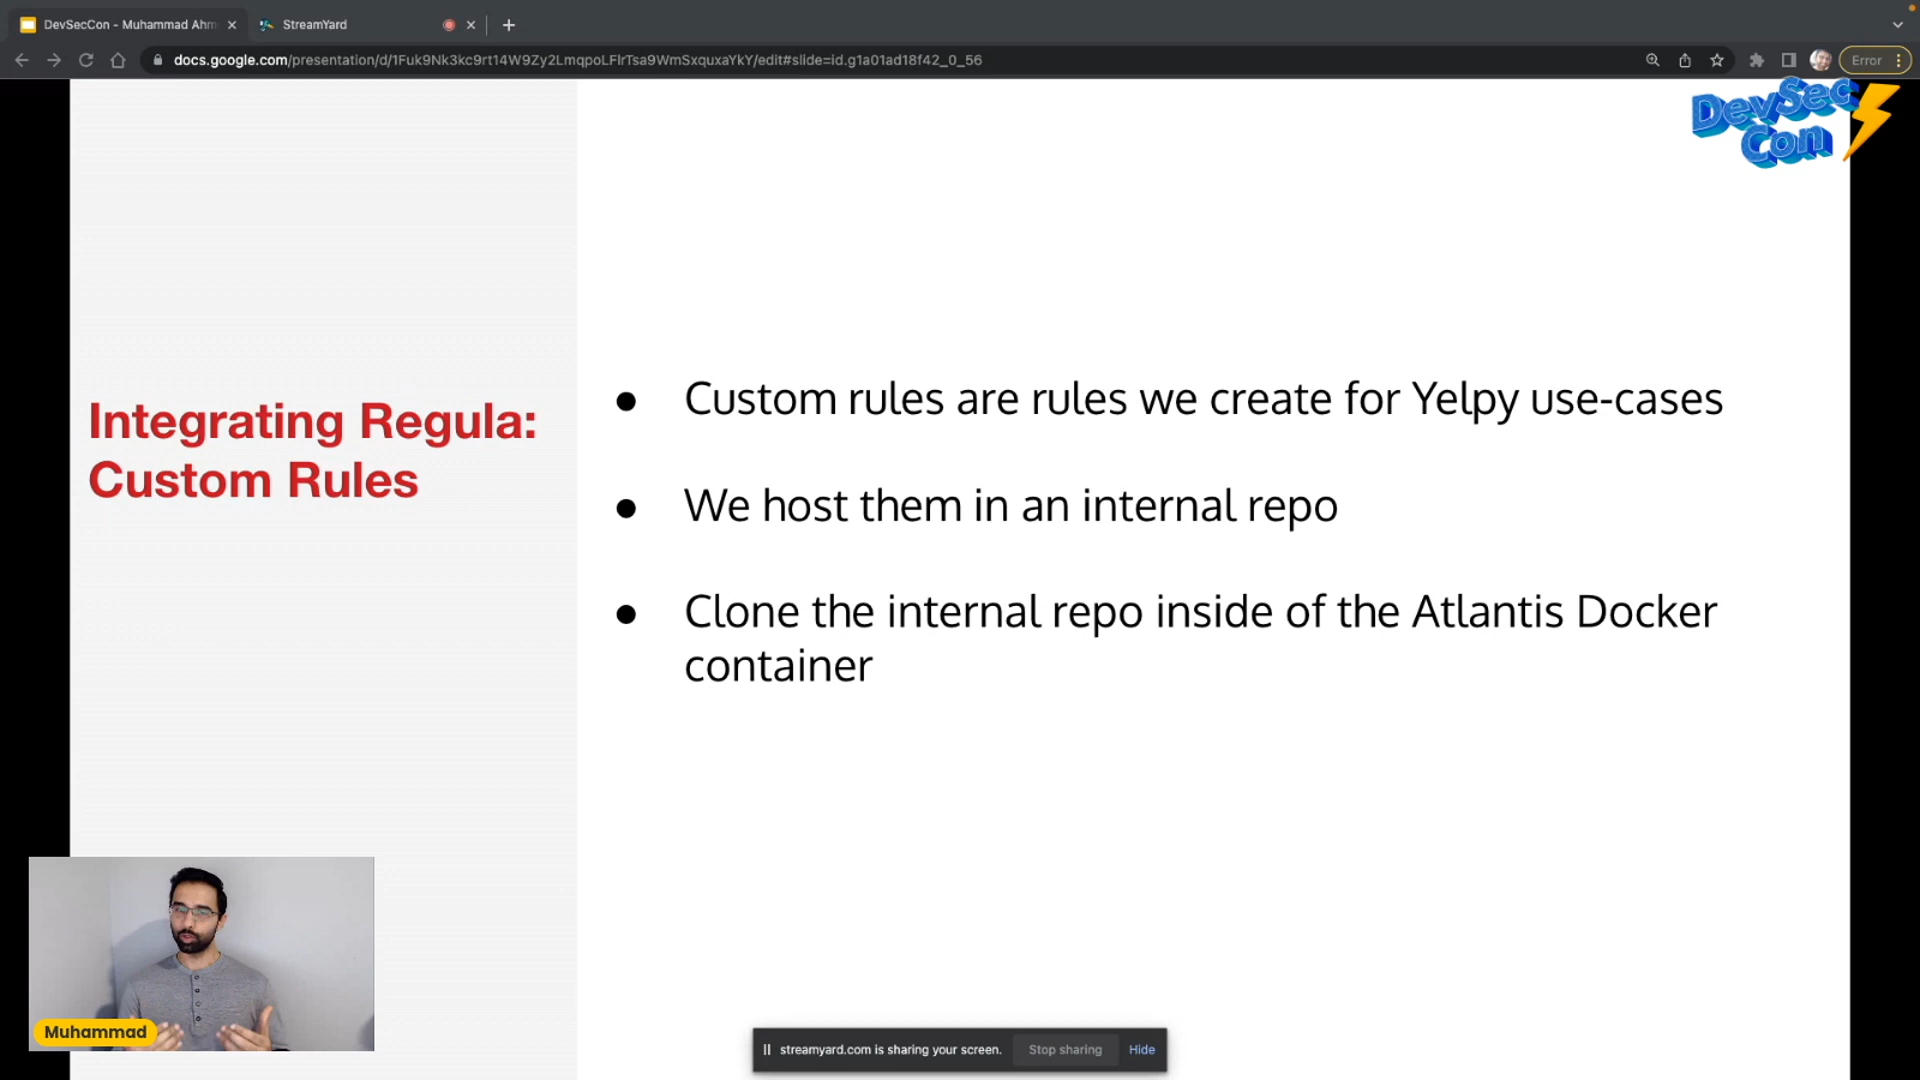 DevSecCon - Muhammad Ahm
StreamYard
docs.google.com/presentation/d/1Fuk9Nk3kc9rt14W9Zy2LmqpoLFlrTsa9WmSxquxaYkY/edit#slide=id.g1a01ad18f42_0_56
Error
DevSec
Con
Integrating Regula:
Custom Rules
● Custom rules are rules we create for Yelpy use-cases
● We host them in an internal repo
● Clone the internal repo inside of the Atlantis Docker
container
Muhammad
streamyard.com is sharing your screen.
Stop sharing
Hide